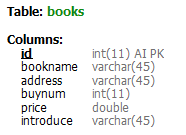 Table: books
Columns:
id int(11) AI PK
bookname varchar(45)
address varchar(45)
buynum int(11)
price double
introduce varchar(45)